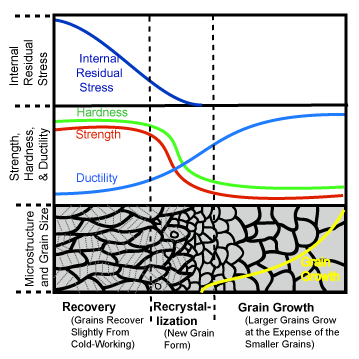 Internal
Residual
Stress
Internal
Residual
Stress
Strength,
Hardness,
& Ductility
Hardness
Strength
Ductility
Microstructure
and Grain Size
Grain
Growth
Recovery
(Grains Recover
Slightly From
Cold-Working)
Recrystal-
lization
(New Grain
Form)
Grain Growth
(Larger Grains Grow
at the Expense of the
Smaller Grains)